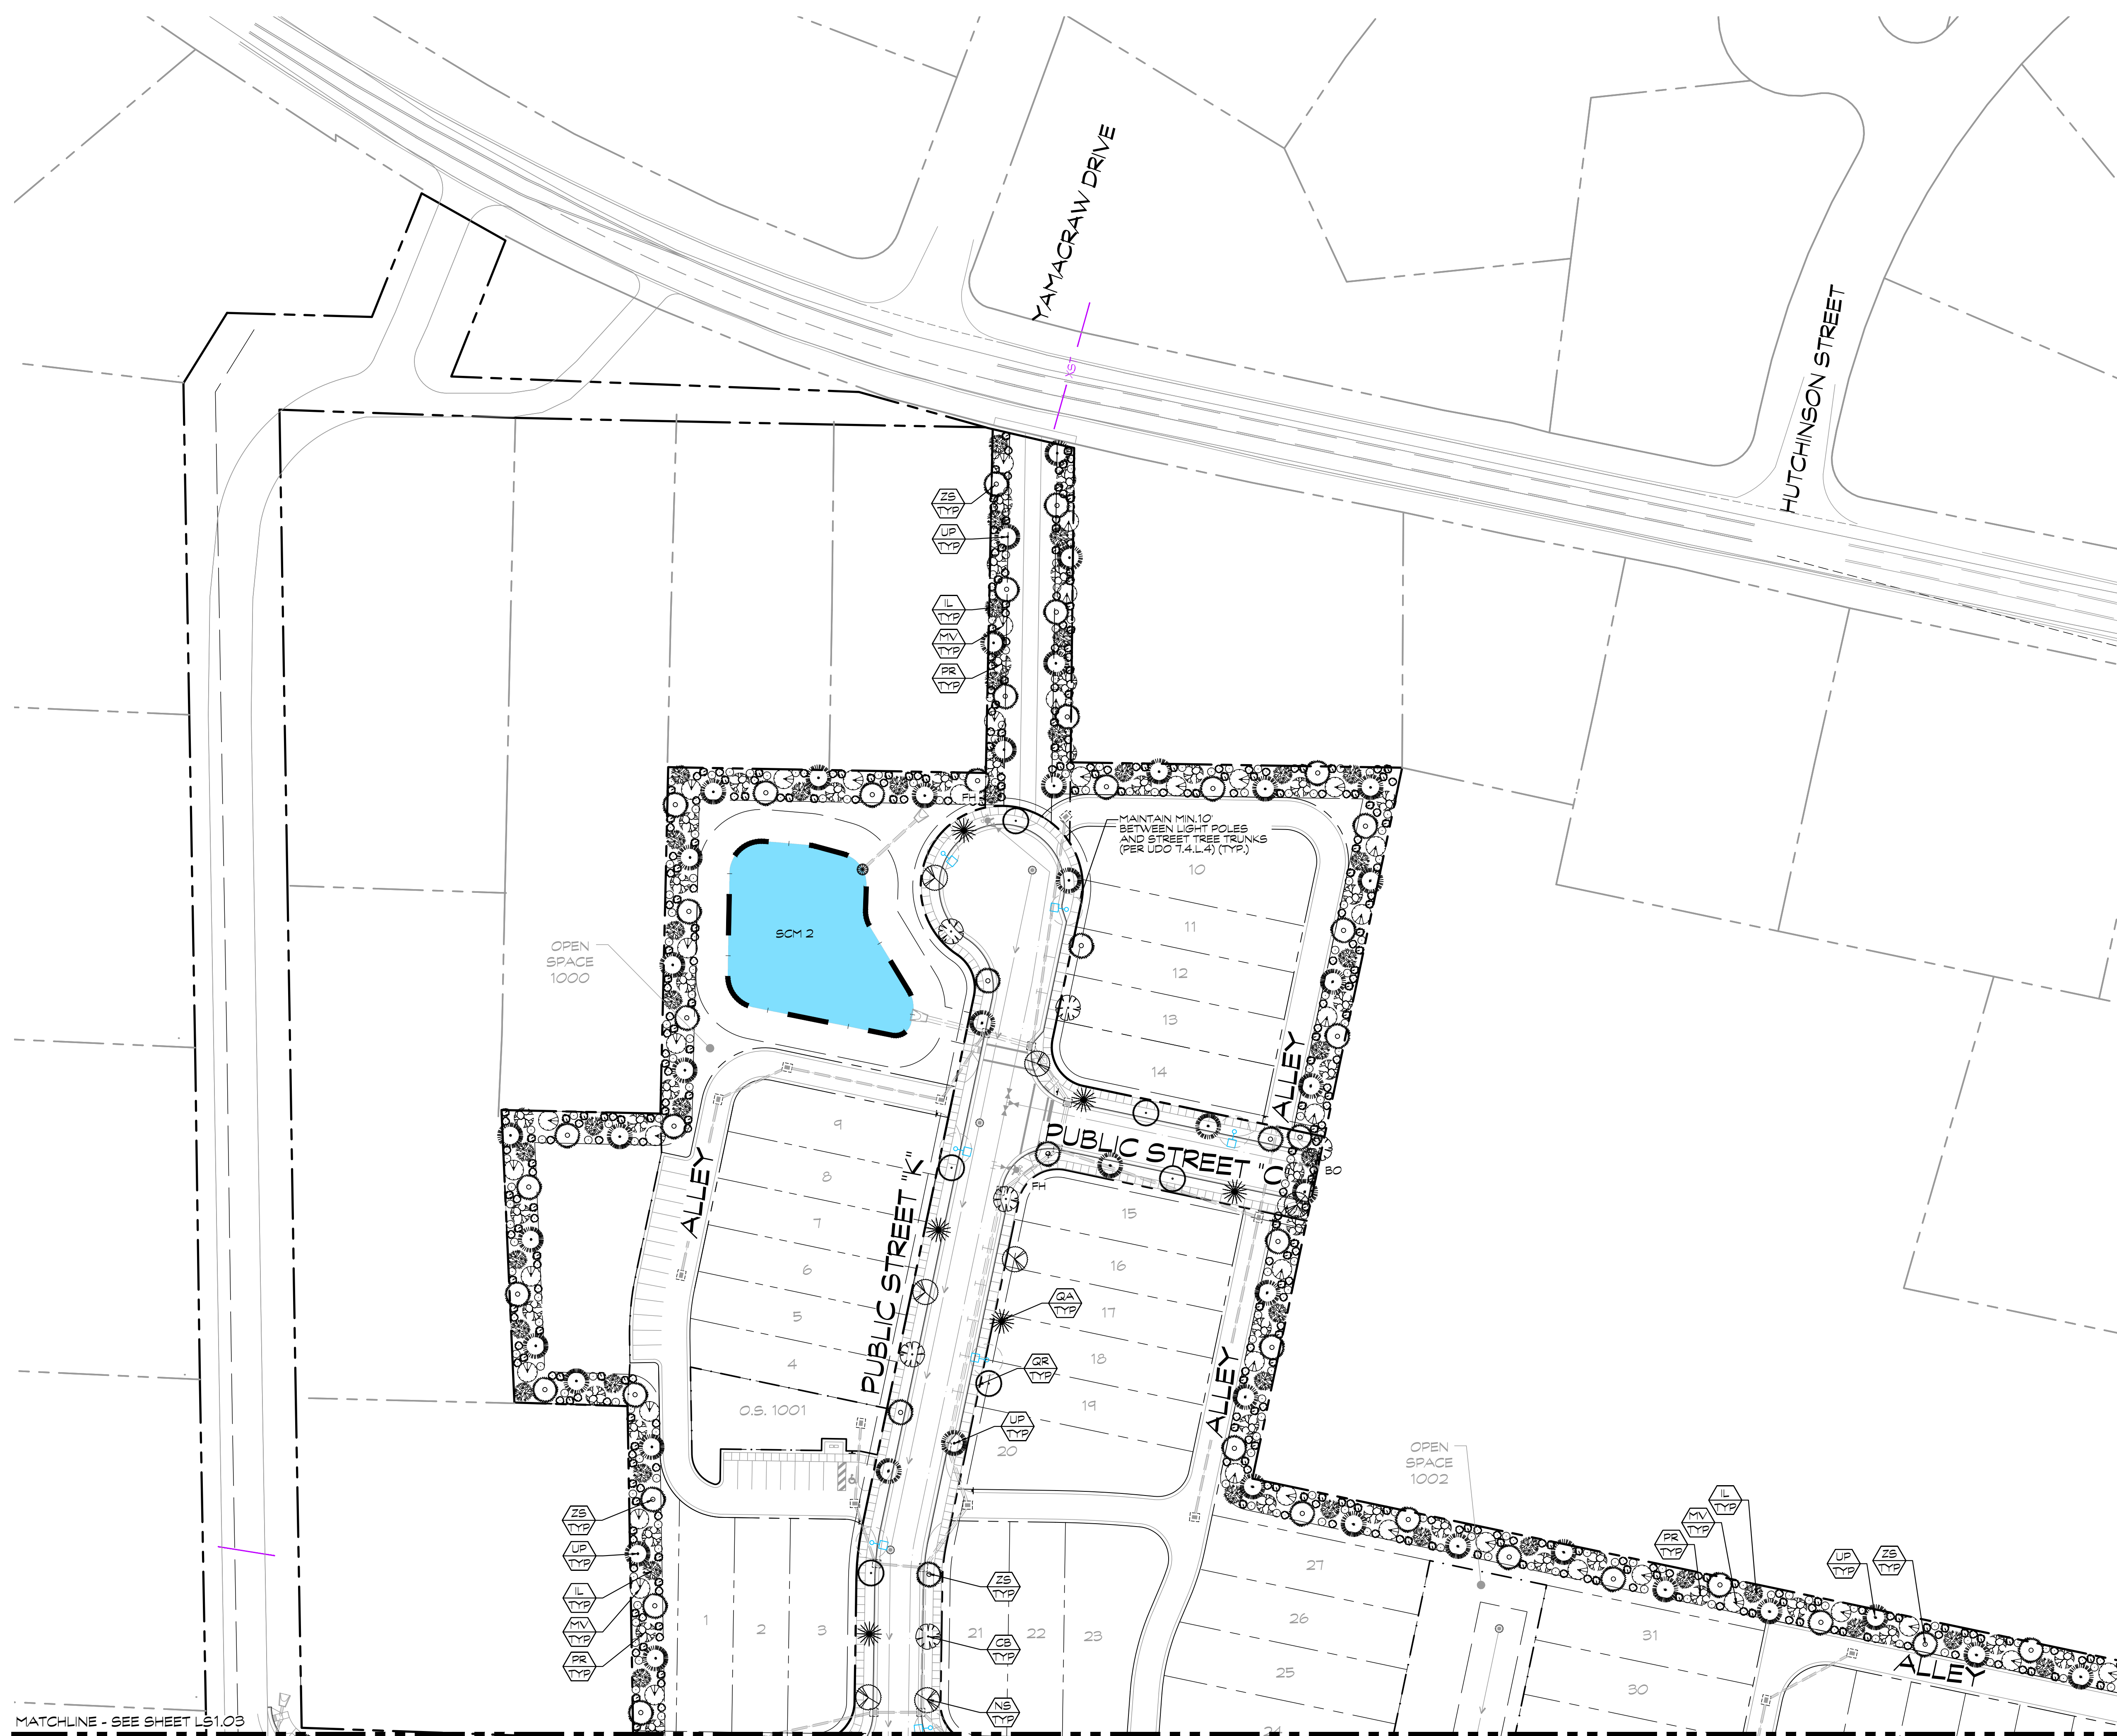 YAMACRAW DRIVE
HUTCHINSON STREET
XST
ZS
TYP
UP
TYP
IL
TYP
MV
TYP
PR
TYP
FH
MAINTAIN MIN.10'
BETWEEN LIGHT POLES
AND STREET TREE TRUNKS
(PER UDO 7.4.L.4) (TYP.)
10
11
12
13
14
SCM 2
OPEN
SPACE
1000
ALLEY
PUBLIC STREET "C"
BO
FH
9
8
7
6
5
4
ALLEY
PUBLIC STREET "K"
O.S. 1001
15
16
17
18
19
20
ALLEY
QA
TYP
QR
TYP
UP
TYP
OPEN
SPACE
1002
ZS
TYP
UP
TYP
IL
TYP
MV
TYP
PR
TYP
1
2
3
ZS
TYP
CB
TYP
NS
TYP
21
22
23
27
26
25
24
31
30
IL
TYP
MV
TYP
PR
TYP
UP
TYP
ZS
TYP
ALLEY
MATCHLINE - SEE SHEET LS1.03